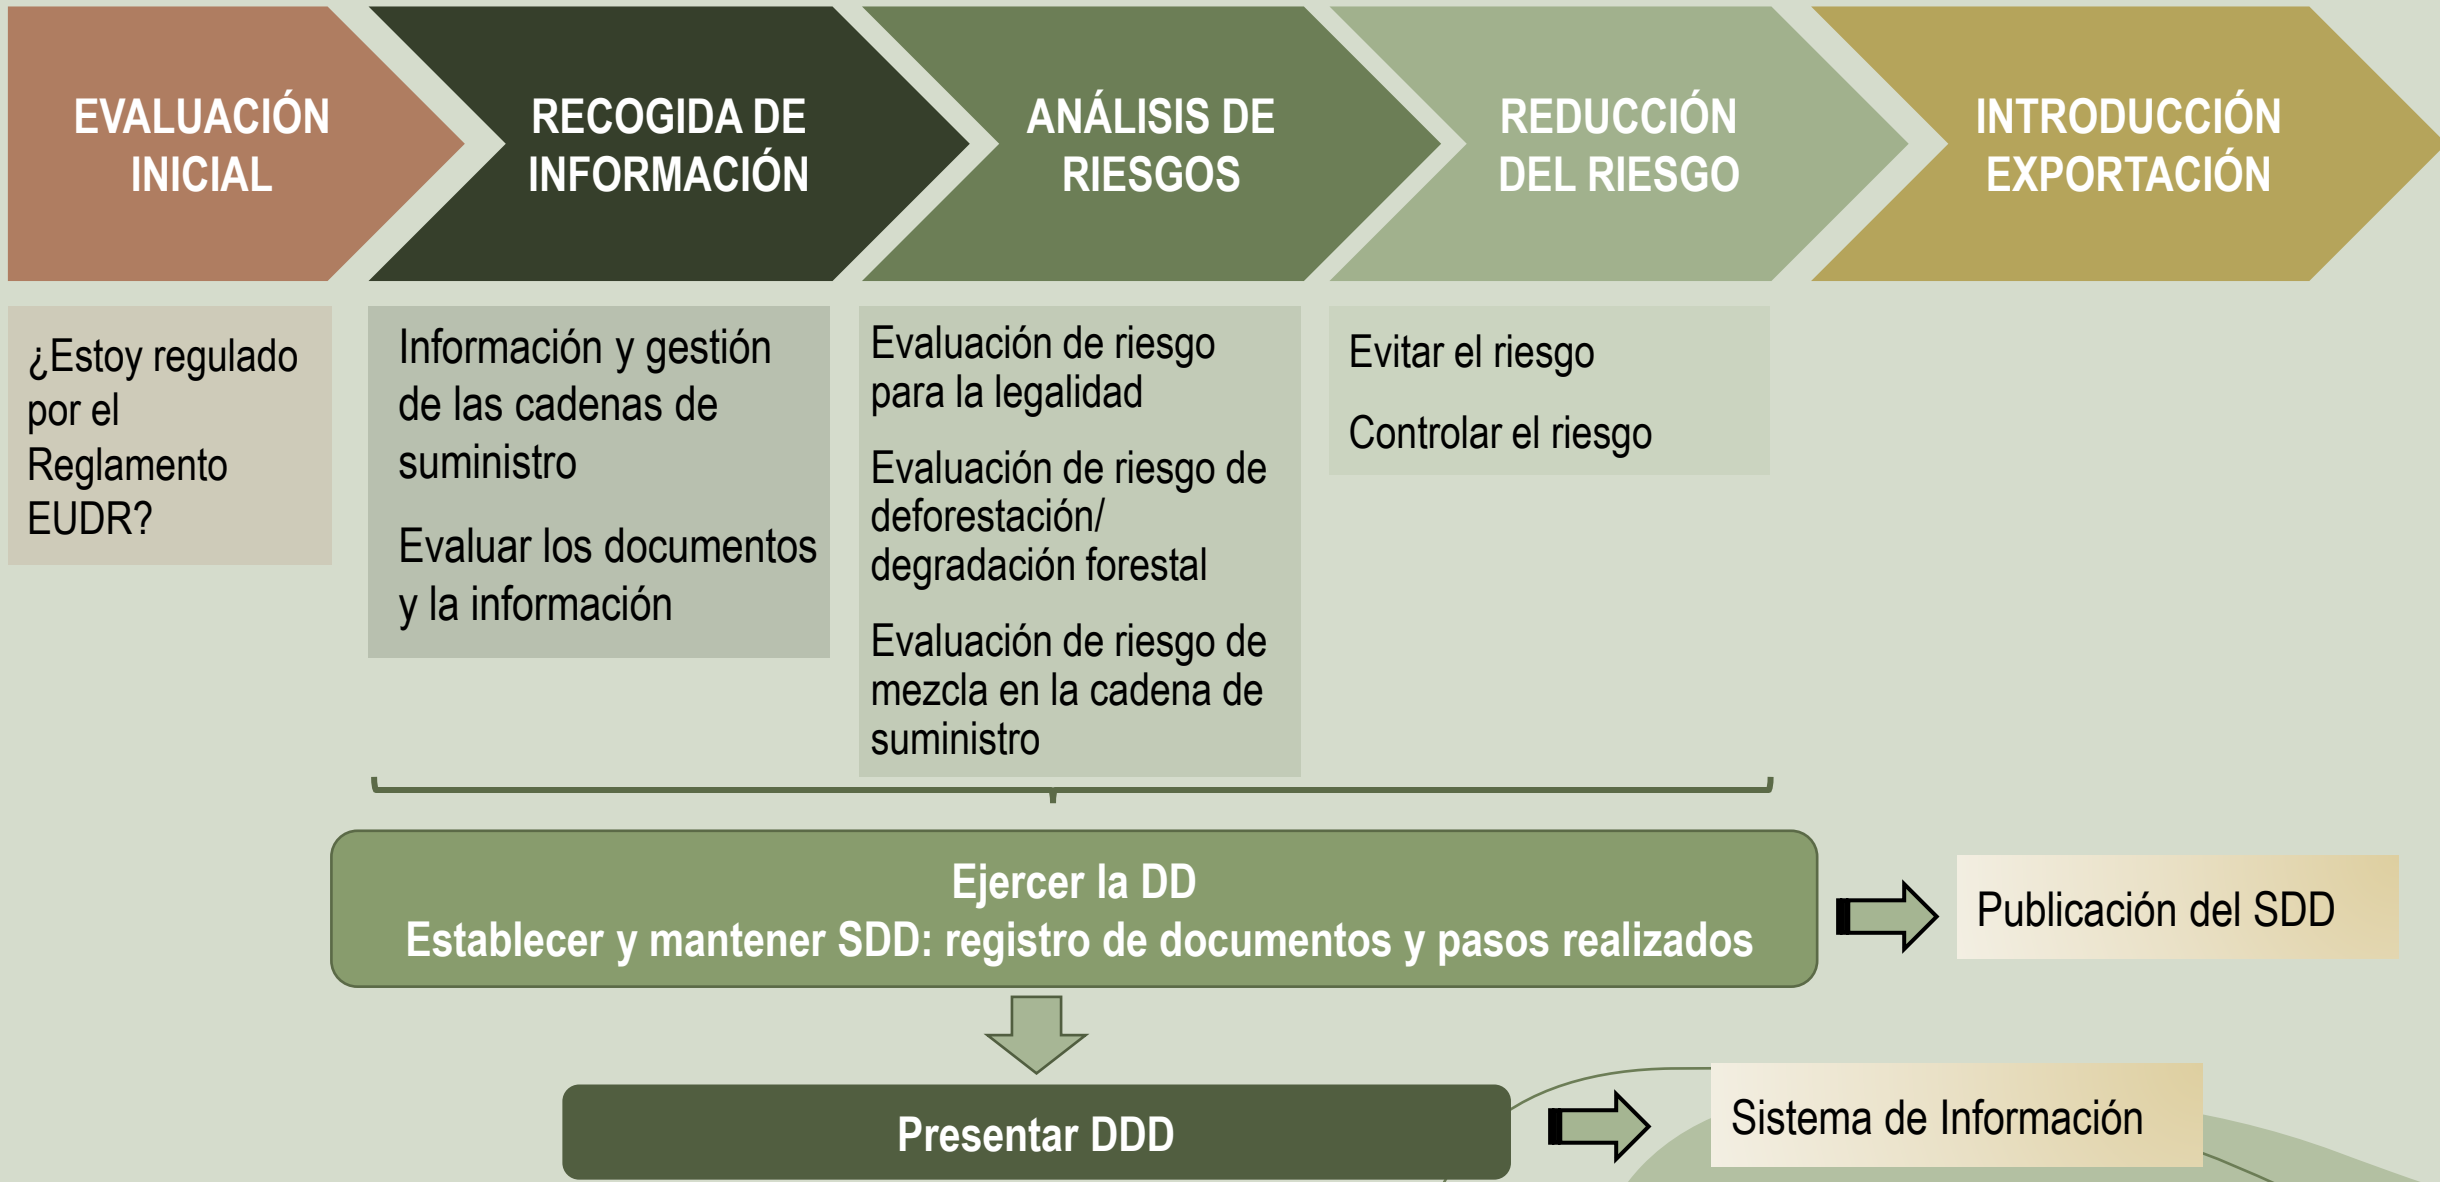 EVALUACIÓN
INICIAL
RECOGIDA DE
INFORMACIÓN
ANÁLISIS DE
RIESGOS
REDUCCIÓN
DEL RIESGO
INTRODUCCIÓN
EXPORTACIÓN
¿Estoy regulado
por el
Reglamento
EUDR?
Información y gestión
de las cadenas de
suministro
Evaluar los documentos
y la información
Evaluación de riesgo
para la legalidad
Evaluación de riesgo de
deforestación/
degradación forestal
Evaluación de riesgo de
mezcla en la cadena de
suministro
Evitar el riesgo
Controlar el riesgo
Ejercer la DD
Establecer y mantener SDD: registro de documentos y pasos realizados
Publicación del SDD
Presentar DDD
Sistema de Información